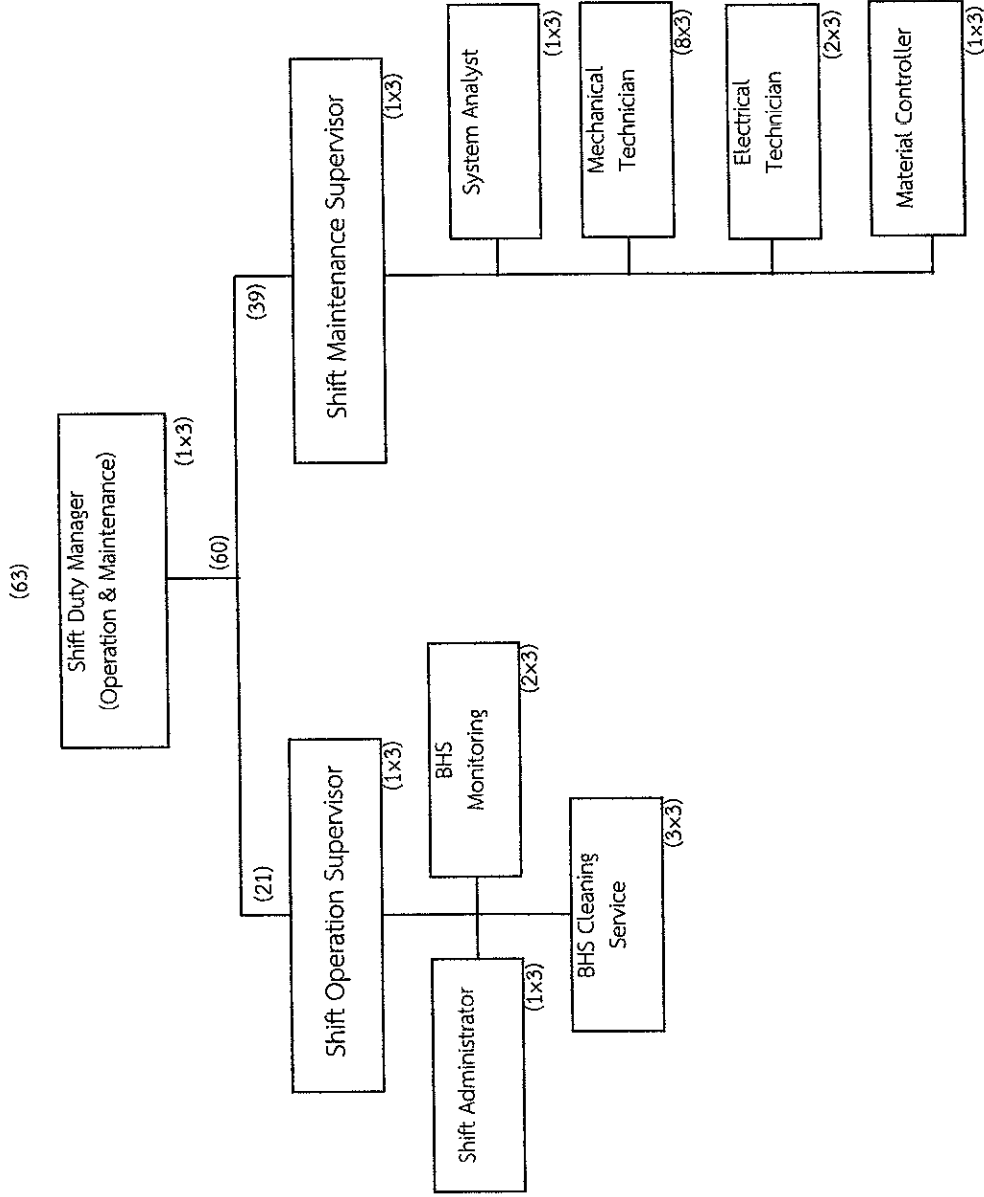 (63)
Shift Duty Manager
(Operation & Maintenance)
(1x3)
(60)
(21)
(39)
Shift Operation Supervisor
(1x3)
Shift Maintenance Supervisor
(1x3)
Shift Administrator
(1x3)
BHS
Monitoring
(2x3)
BHS Cleaning
Service
(3x3)
System Analyst
(1x3)
Mechanical
Technician
(8x3)
Electrical
Technician
(2x3)
Material Controller
(1x3)